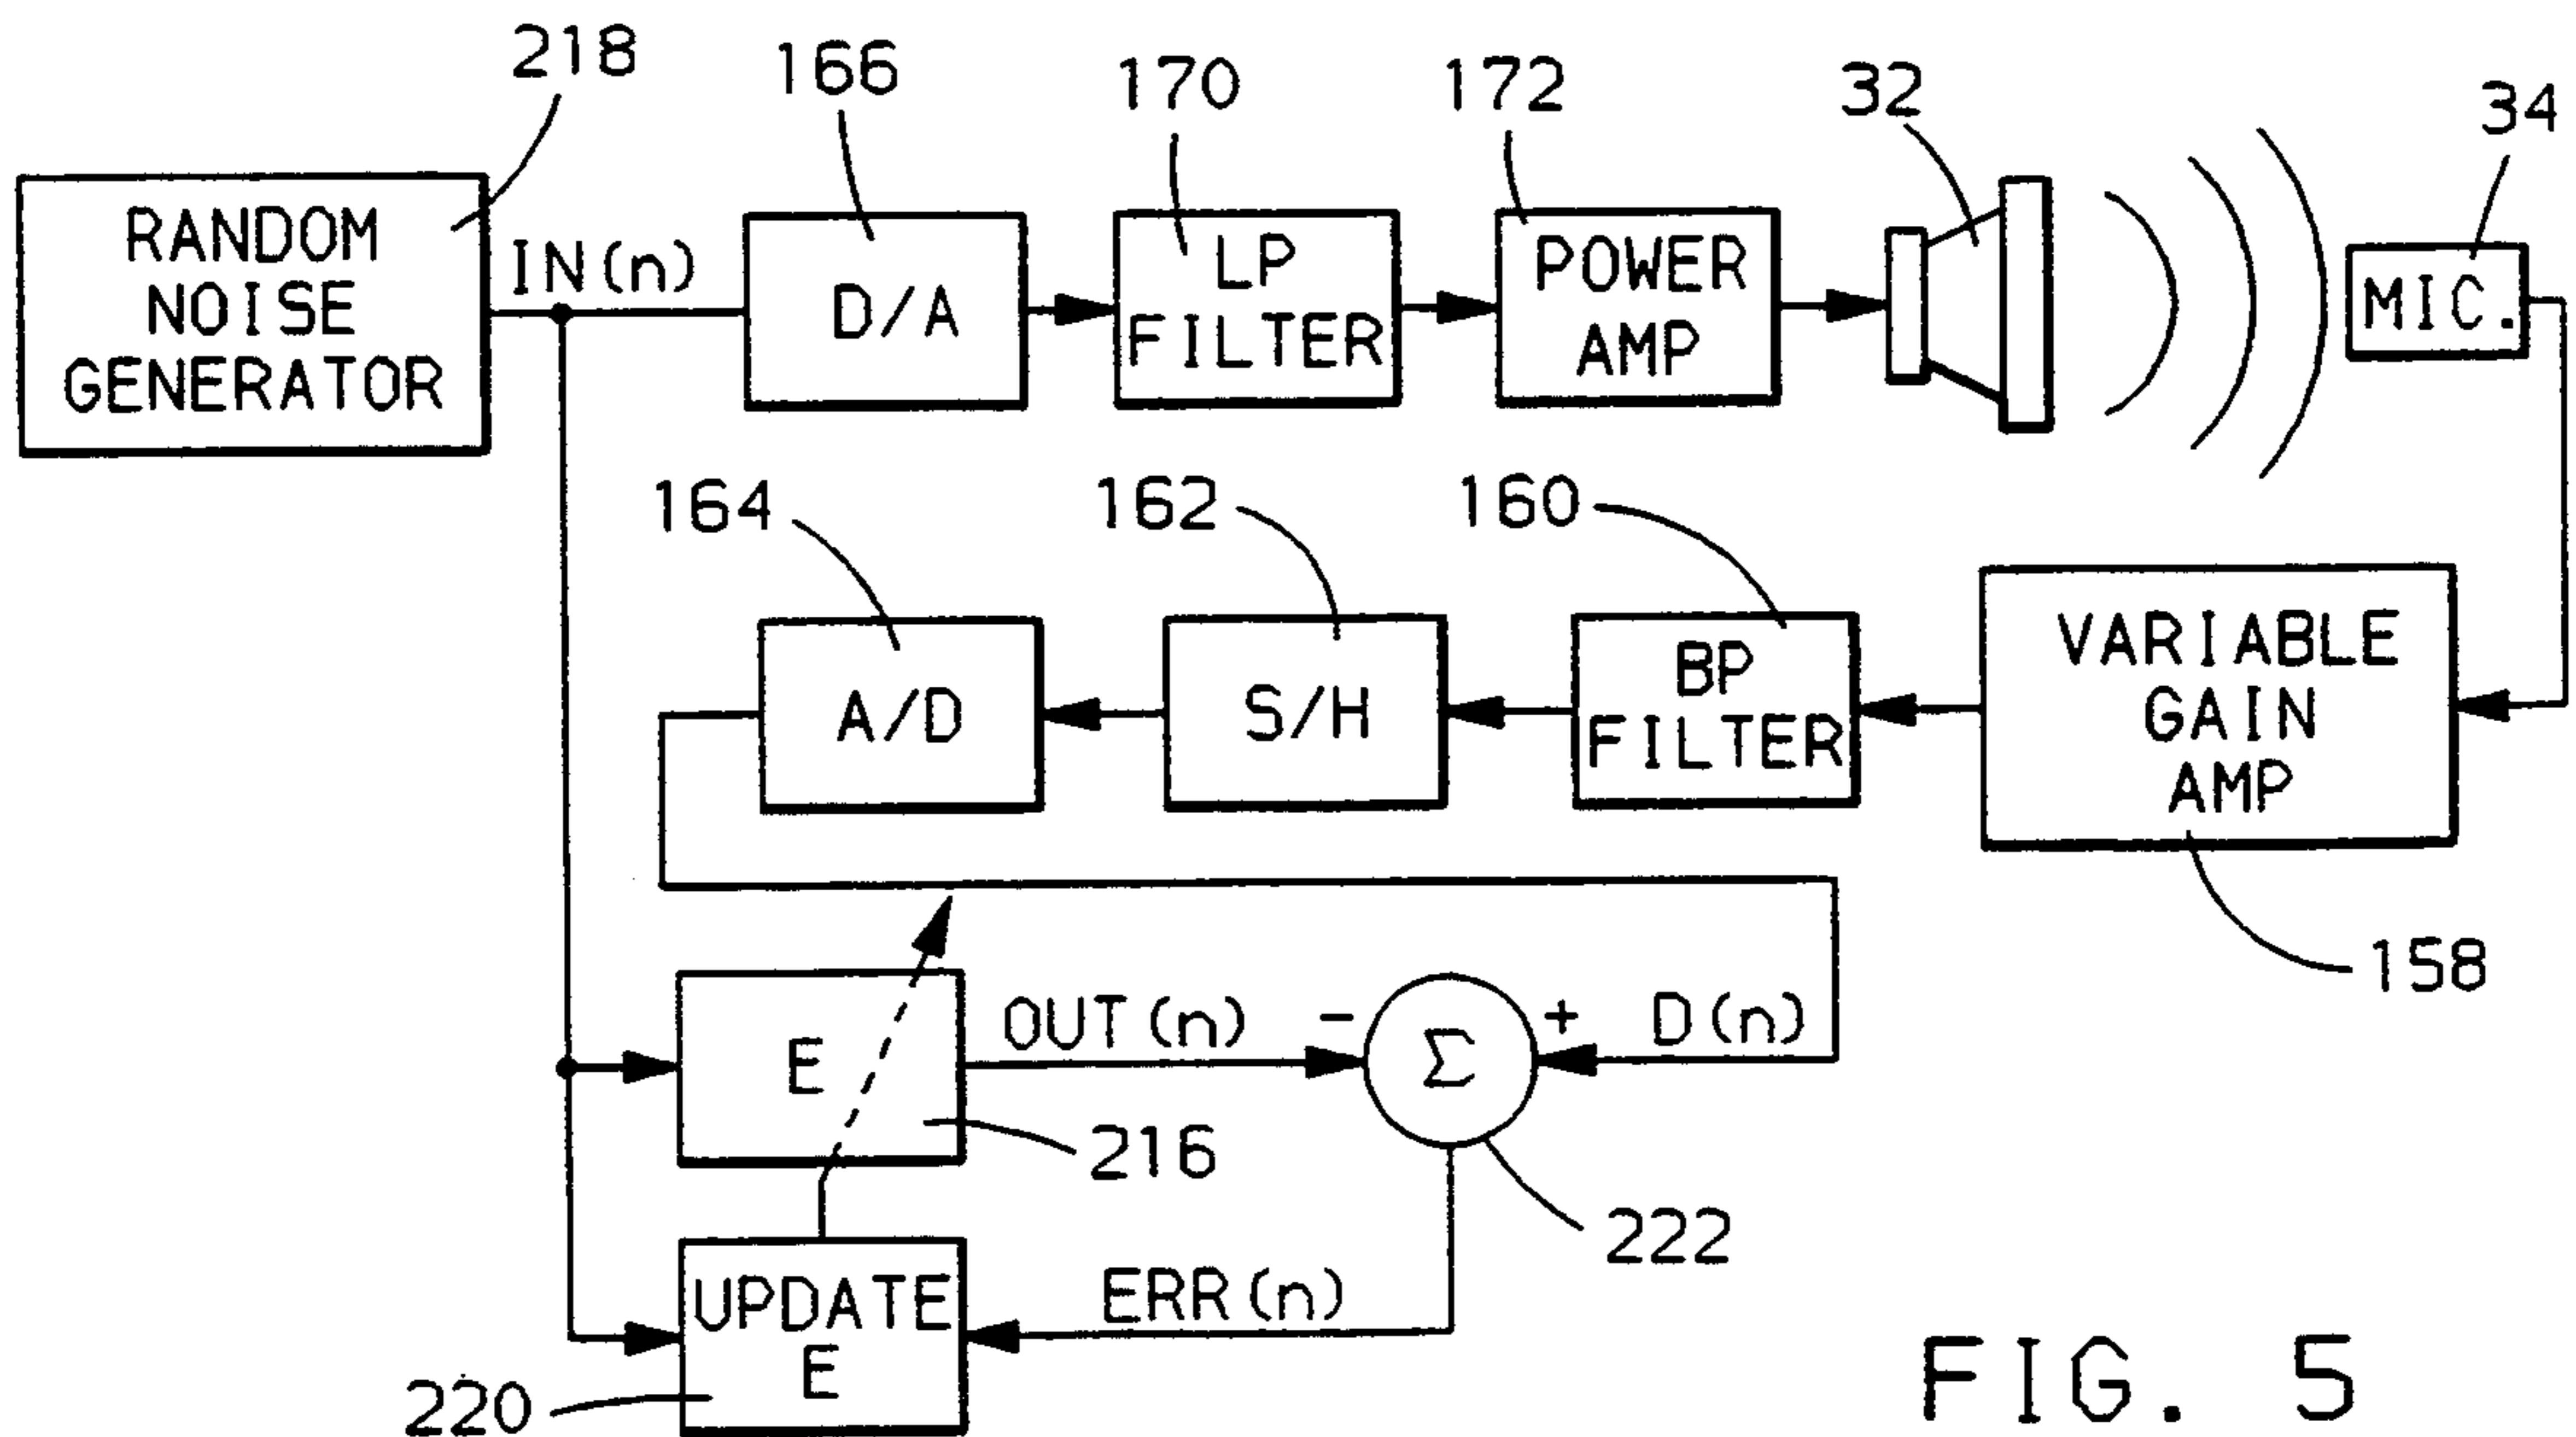 218
166
170
172
32
34
RANDOM
NOISE
GENERATOR
IN(n)
D/A
LP
FILTER
POWER
AMP
MIC.
164
162
160
A/D
S/H
BP
FILTER
VARIABLE
GAIN
AMP
158
E
OUT(n)
-
Σ
+
D(n)
216
222
UPDATE
E
ERR(n)
220
FIG. 5